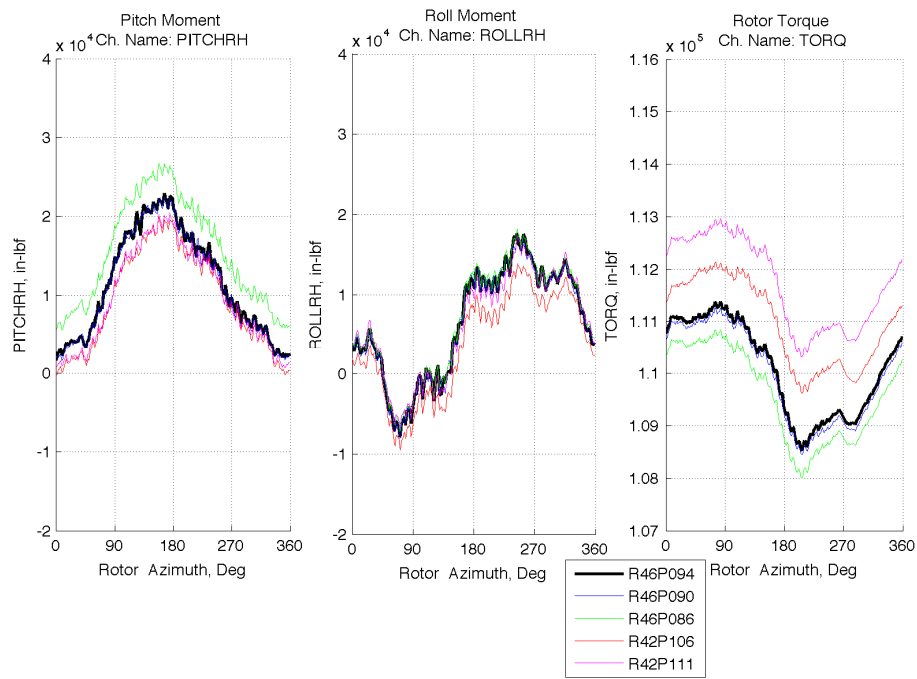 Pitch Moment
Ch. Name: PITCHRH
x 10^4
4
3
2
1
0
-1
-2
PITCHRH, in-lbf
0 90 180 270 360
Rotor Azimuth, Deg
Roll Moment
Ch. Name: ROLLRH
x 10^4
4
3
2
1
0
-1
-2
ROLLRH, in-lbf
0 90 180 270 360
Rotor Azimuth, Deg
Rotor Torque
Ch. Name: TORQ
x 10^5
1.16
1.15
1.14
1.13
1.12
1.11
1.1
1.09
1.08
1.07
TORQ, in-lbf
0 90 180 270 360
Rotor Azimuth, Deg
R46P094
R46P090
R46P086
R42P106
R42P111